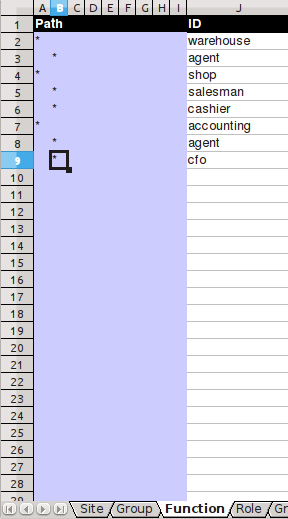 A B C D E F G H I J
1 Path ID
2 * warehouse
3 * agent
4 * shop
5 * salesman
6 * cashier
7 * accounting
8 * agent
9 * cfo
10
11
12
13
14
15
16
17
18
19
20
21
22
23
24
25
26
27
28
29
Site Group Function Role Gr